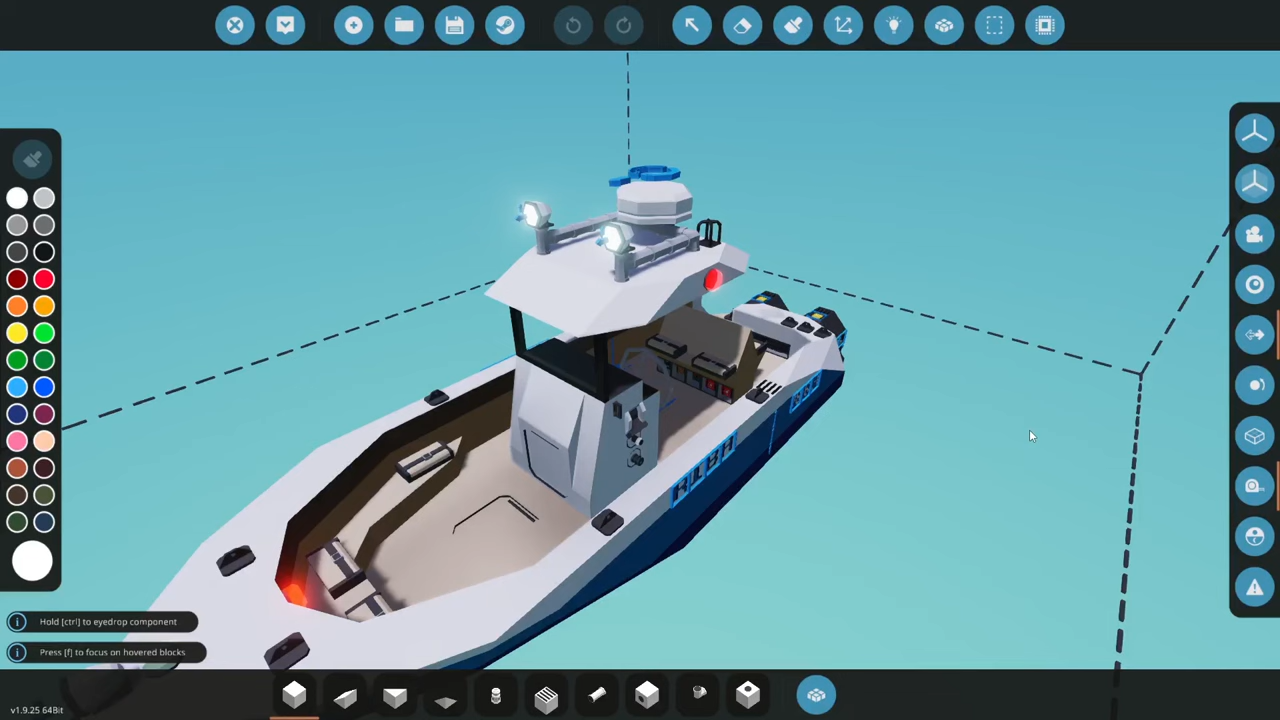 Hold [ctrl] to eyedrop component
Press [f] to focus on hovered blocks
v1.9.25 64Bit